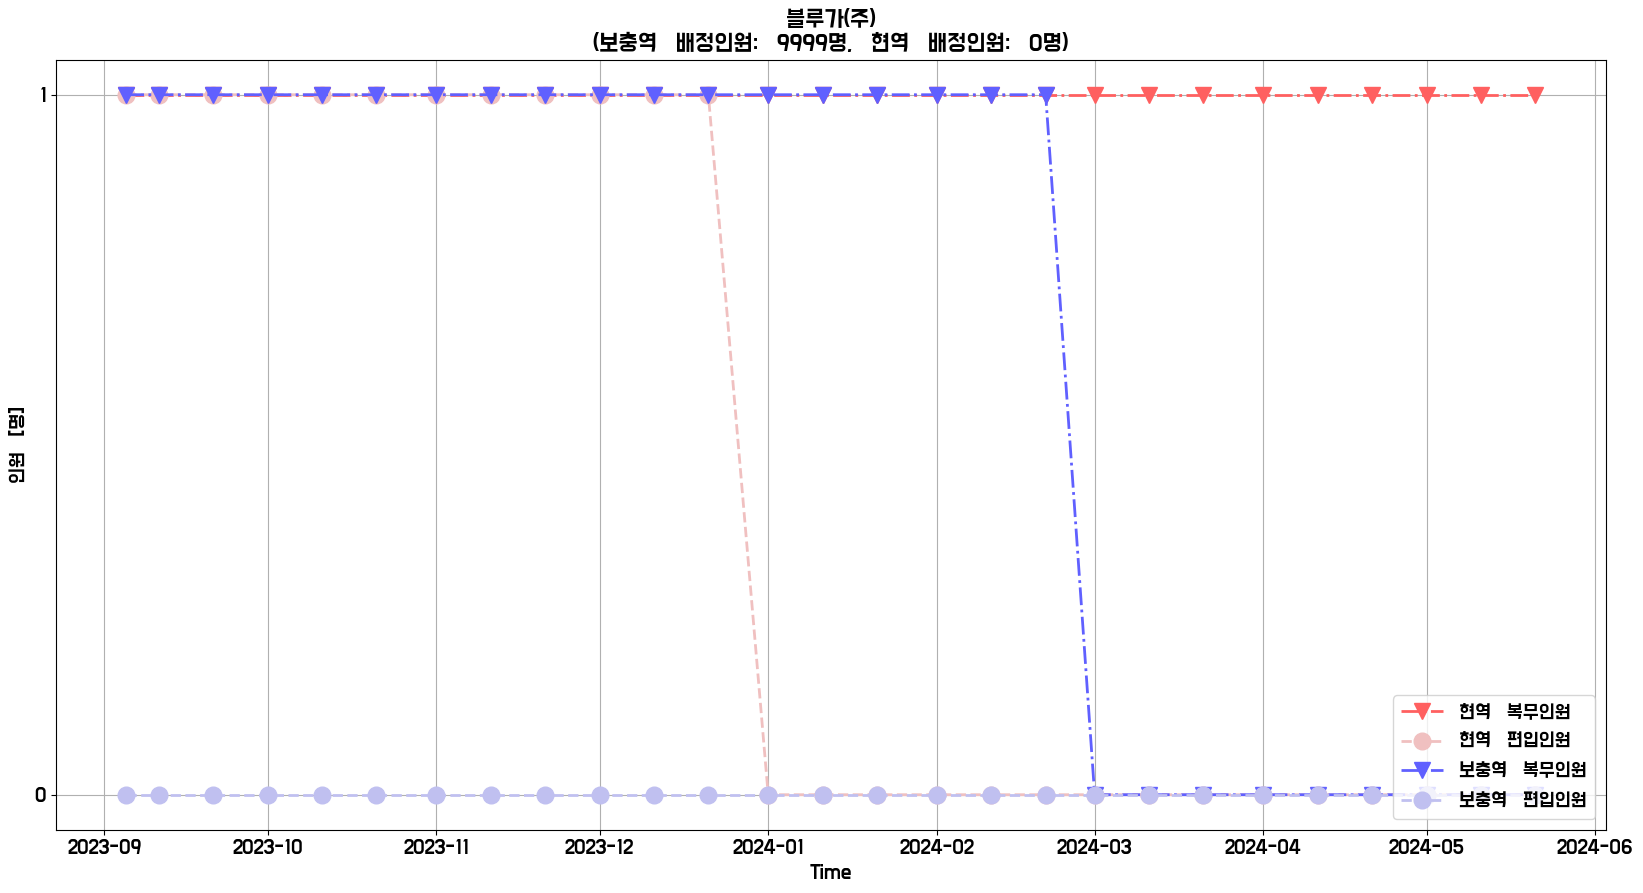 블루가(주)
(보충역 배정인원: 9999명, 현역 배정인원: 0명)
인원 [명]
1
0
현역 복무인원
현역 편입인원
보충역 복무인원
보충역 편입인원
2023-09 2023-10 2023-11 2023-12 2024-01 2024-02 2024-03 2024-04 2024-05 2024-06
Time